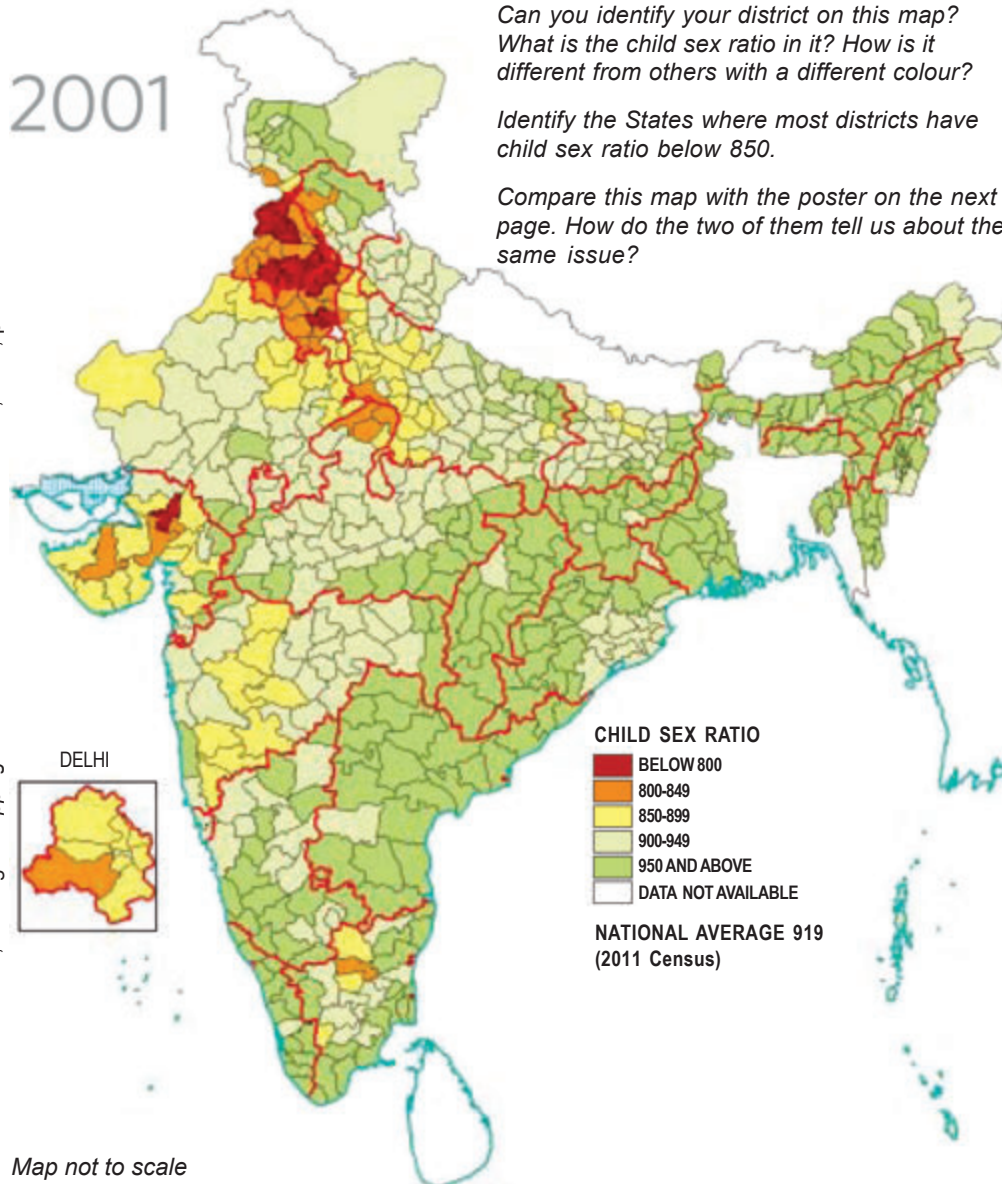 2001
Can you identify your district on this map?
What is the child sex ratio in it? How is it
different from others with a different colour?
Identify the States where most districts have
child sex ratio below 850.
Compare this map with the poster on the next
page. How do the two of them tell us about the
same issue?
DELHI
CHILD SEX RATIO
BELOW 800
800-849
850-899
900-949
950 AND ABOVE
DATA NOT AVAILABLE
NATIONAL AVERAGE 919
(2011 Census)
Map not to scale